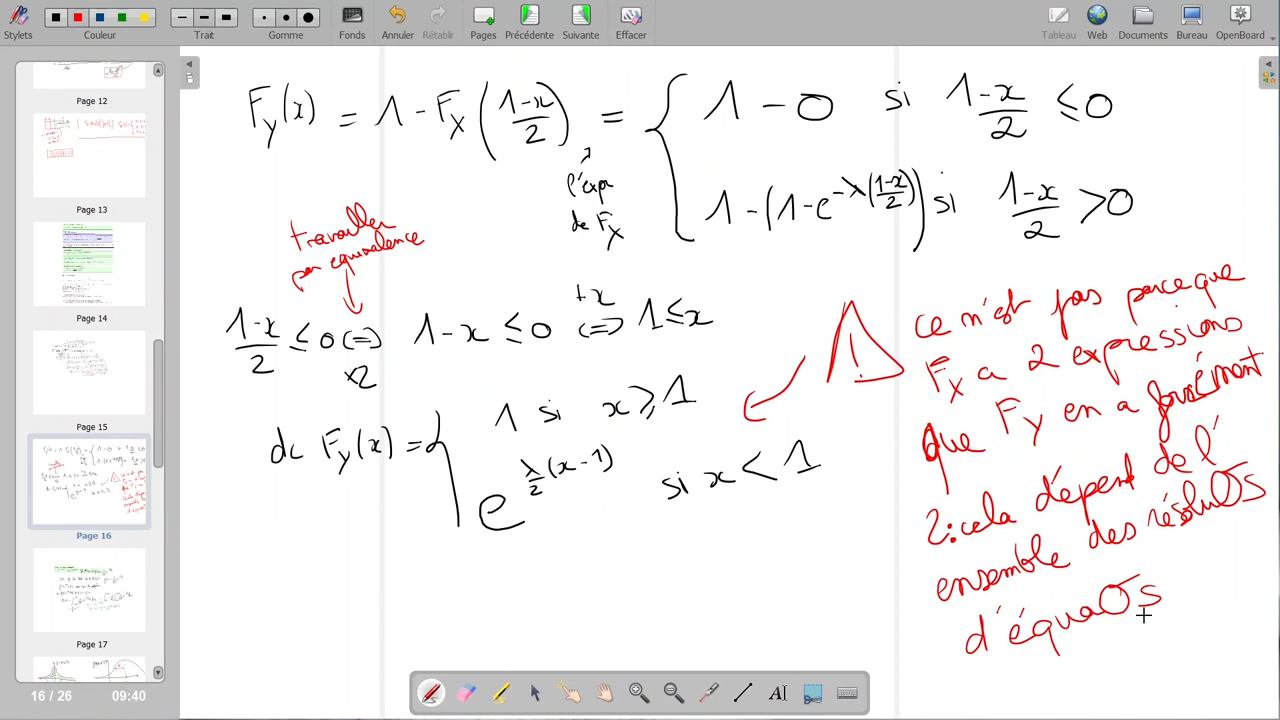 Stylos
Couleur
Trait
Gomme
Fonds
Annuler
Rétablir
Pages
Précédente
Suivante
Effacer
Tableau
Web
Documents
Bureau
OpenBoard
Page 12
Page 13
Page 14
Page 15
Page 16
Page 17
16 / 26
09:40
F_Y(x) = 1 - F_X((1-x)/2) = { 1 - 0 si (1-x)/2 ≤ 0
1 - (1 - e^{-λ((1-x)/2)}) si (1-x)/2 > 0
↗
l'expr
de F_X
travailler
par équivalence
(1-x)/2 ≤ 0 (=) 1-x ≤ 0 (=) 1 ≤ x
×2
+x
dc F_Y(x) = { 1 si x ≥ 1
e^{λ/2 (x-1)} si x < 1
!
ce n'est pas parce que
F_X a 2 expressions
que F_Y en a forcément
2: cela dépend de l'
ensemble des
d'équaOs